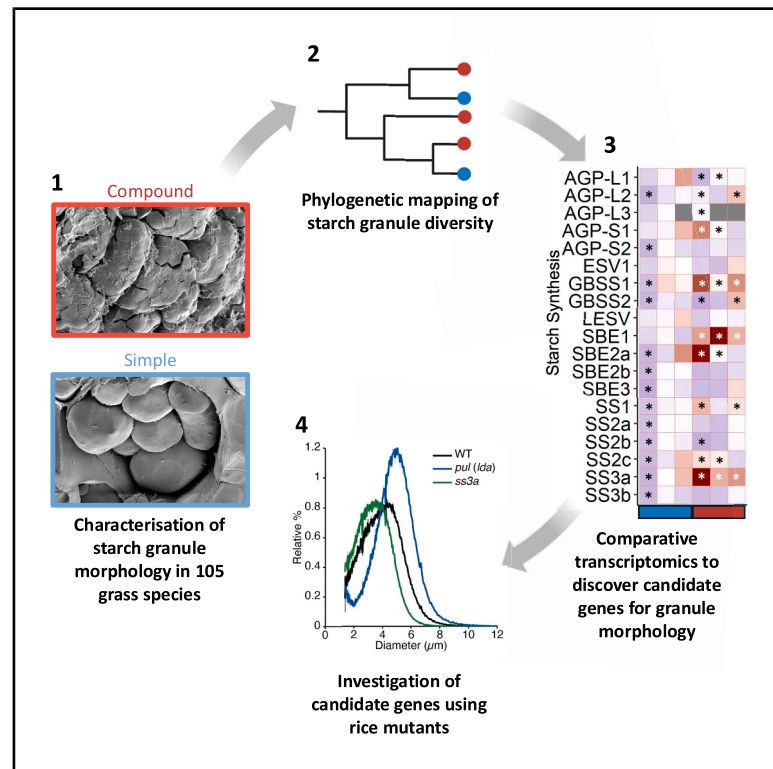 1
Compound
Simple
Characterisation of
starch granule
morphology in 105
grass species
2
Phylogenetic mapping of
starch granule diversity
3
Starch Synthesis
AGP-L1
AGP-L2
AGP-L3
AGP-S1
AGP-S2
ESV1
GBSS1
GBSS2
LESV
SBE1
SBE2a
SBE2b
SBE3
SS1
SS2a
SS2b
SS2c
SS3a
SS3b
Comparative
transcriptomics to
discover candidate
genes for granule
morphology
4
Relative %
1.2
1
0.8
0.6
0.4
0.2
0
0 2 4 6 8 10 12
Diameter (µm)
WT
pul (lda)
ss3a
Investigation of
candidate genes using
rice mutants